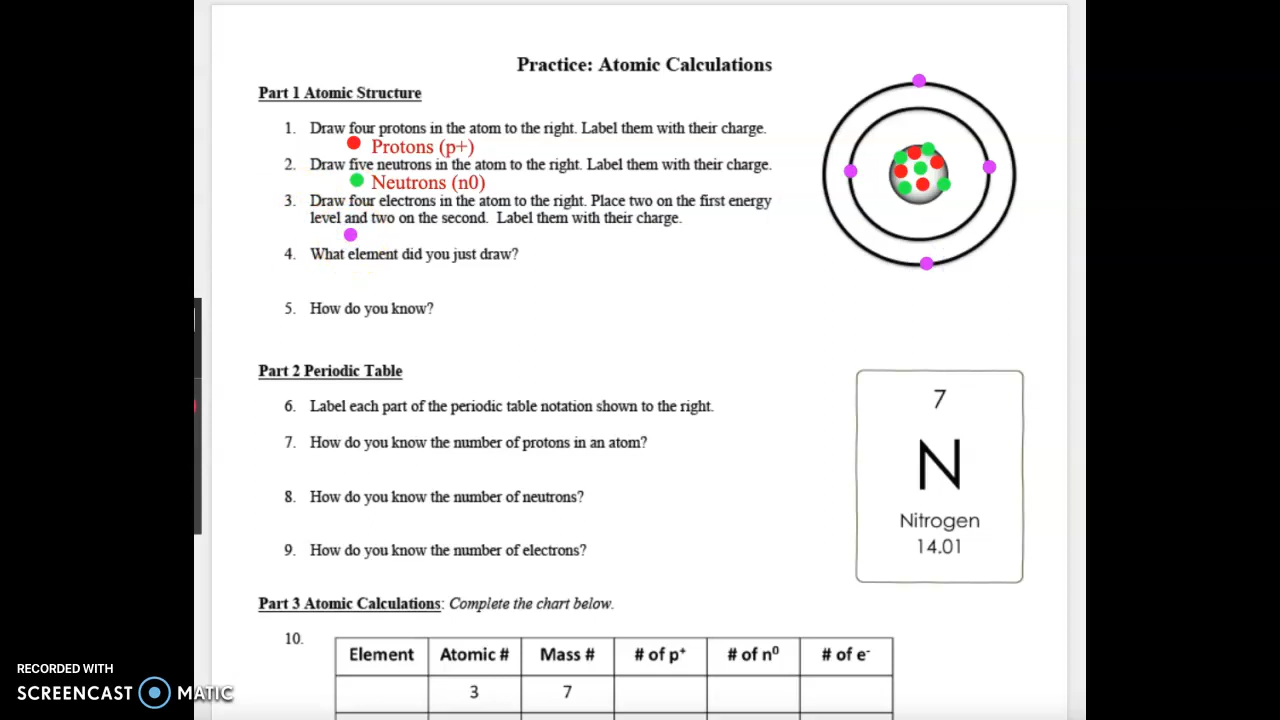 Practice: Atomic Calculations
Part 1 Atomic Structure
1. Draw four protons in the atom to the right. Label them with their charge.
Protons (p+)
2. Draw five neutrons in the atom to the right. Label them with their charge.
Neutrons (n0)
3. Draw four electrons in the atom to the right. Place two on the first energy
level and two on the second. Label them with their charge.
4. What element did you just draw?
5. How do you know?
Part 2 Periodic Table
6. Label each part of the periodic table notation shown to the right.
7. How do you know the number of protons in an atom?
8. How do you know the number of neutrons?
9. How do you know the number of electrons?
7
N
Nitrogen
14.01
Part 3 Atomic Calculations: Complete the chart below.
10.
Element Atomic # Mass # # of p⁺ # of n⁰ # of e⁻
3 7
RECORDED WITH
SCREENCAST MATIC